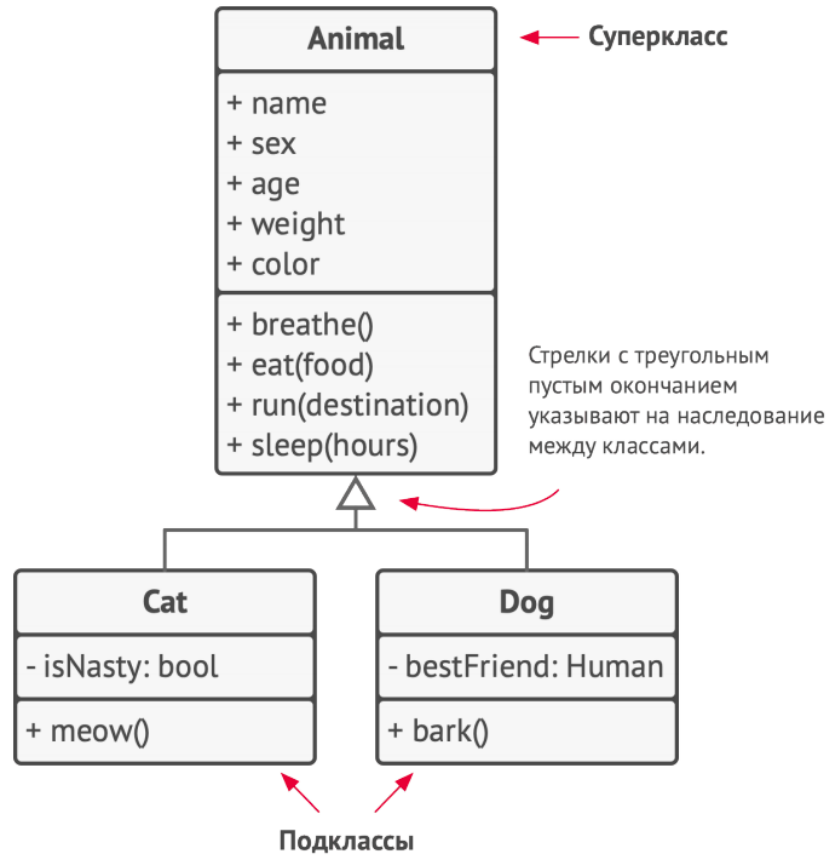 Animal
Суперкласс
+ name
+ sex
+ age
+ weight
+ color
+ breathe()
+ eat(food)
+ run(destination)
+ sleep(hours)
Стрелки с треугольным
пустым окончанием
указывают на наследование
между классами.
Cat
- isNasty: bool
+ meow()
Dog
- bestFriend: Human
+ bark()
Подклассы